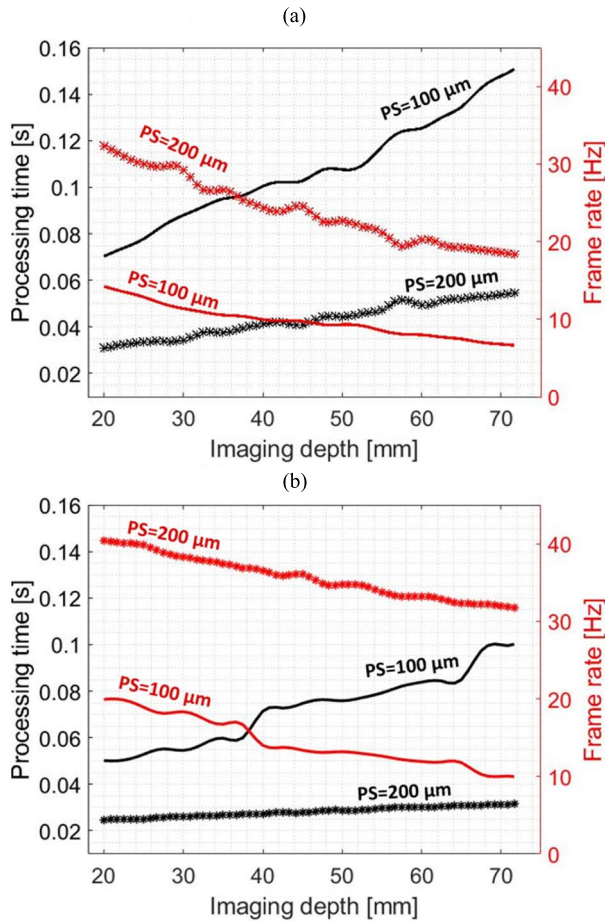 (a)
0.16
0.14
0.12
0.1
0.08
0.06
0.04
0.02
Processing time [s]
PS=100 µm
PS=200 µm
PS=200 µm
PS=100 µm
40
30
20
10
0
Frame rate [Hz]
20 30 40 50 60 70
Imaging depth [mm]
(b)
0.16
0.14
0.12
0.1
0.08
0.06
0.04
0.02
Processing time [s]
PS=200 µm
PS=100 µm
PS=100 µm
PS=200 µm
40
30
20
10
0
Frame rate [Hz]
20 30 40 50 60 70
Imaging depth [mm]